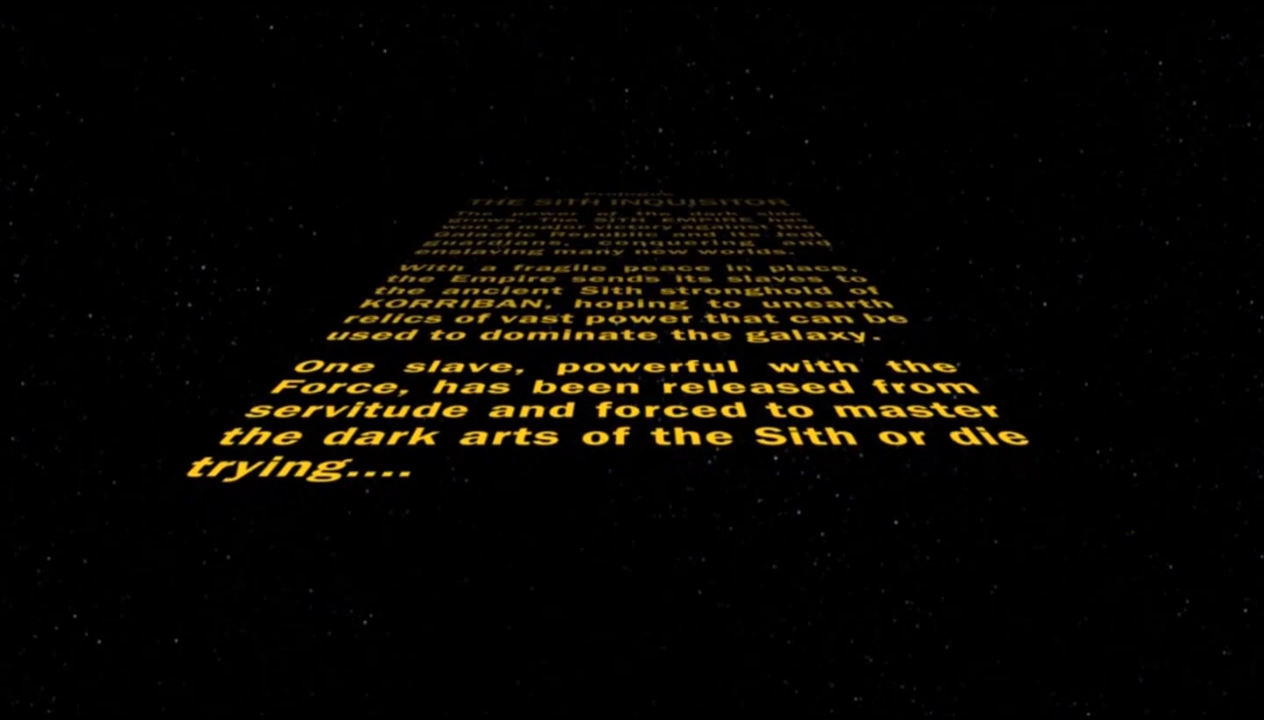 Prologue
THE SITH INQUISITOR
The power of the dark side
grows. The SITH EMPIRE has
won a major victory against the
Galactic Republic and its Jedi
guardians, conquering and
enslaving many new worlds.
With a fragile peace in place,
the Empire sends its slaves to
the ancient Sith stronghold of
KORRIBAN, hoping to unearth
relics of vast power that can be
used to dominate the galaxy.
One slave, powerful with the
Force, has been released from
servitude and forced to master
the dark arts of the Sith or die
trying....